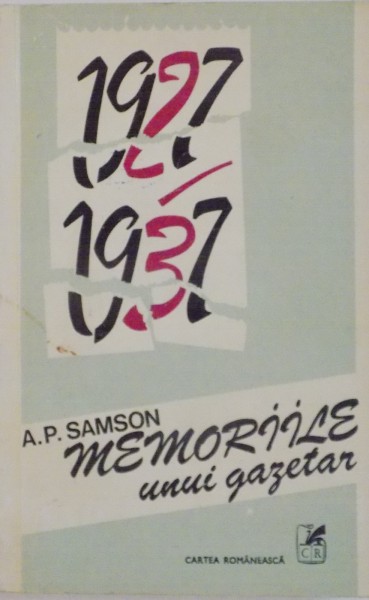 1927
1937
A.P. SAMSON
MEMORIILE
unui gazetar
CARTEA ROMÂNEASCĂ
CR